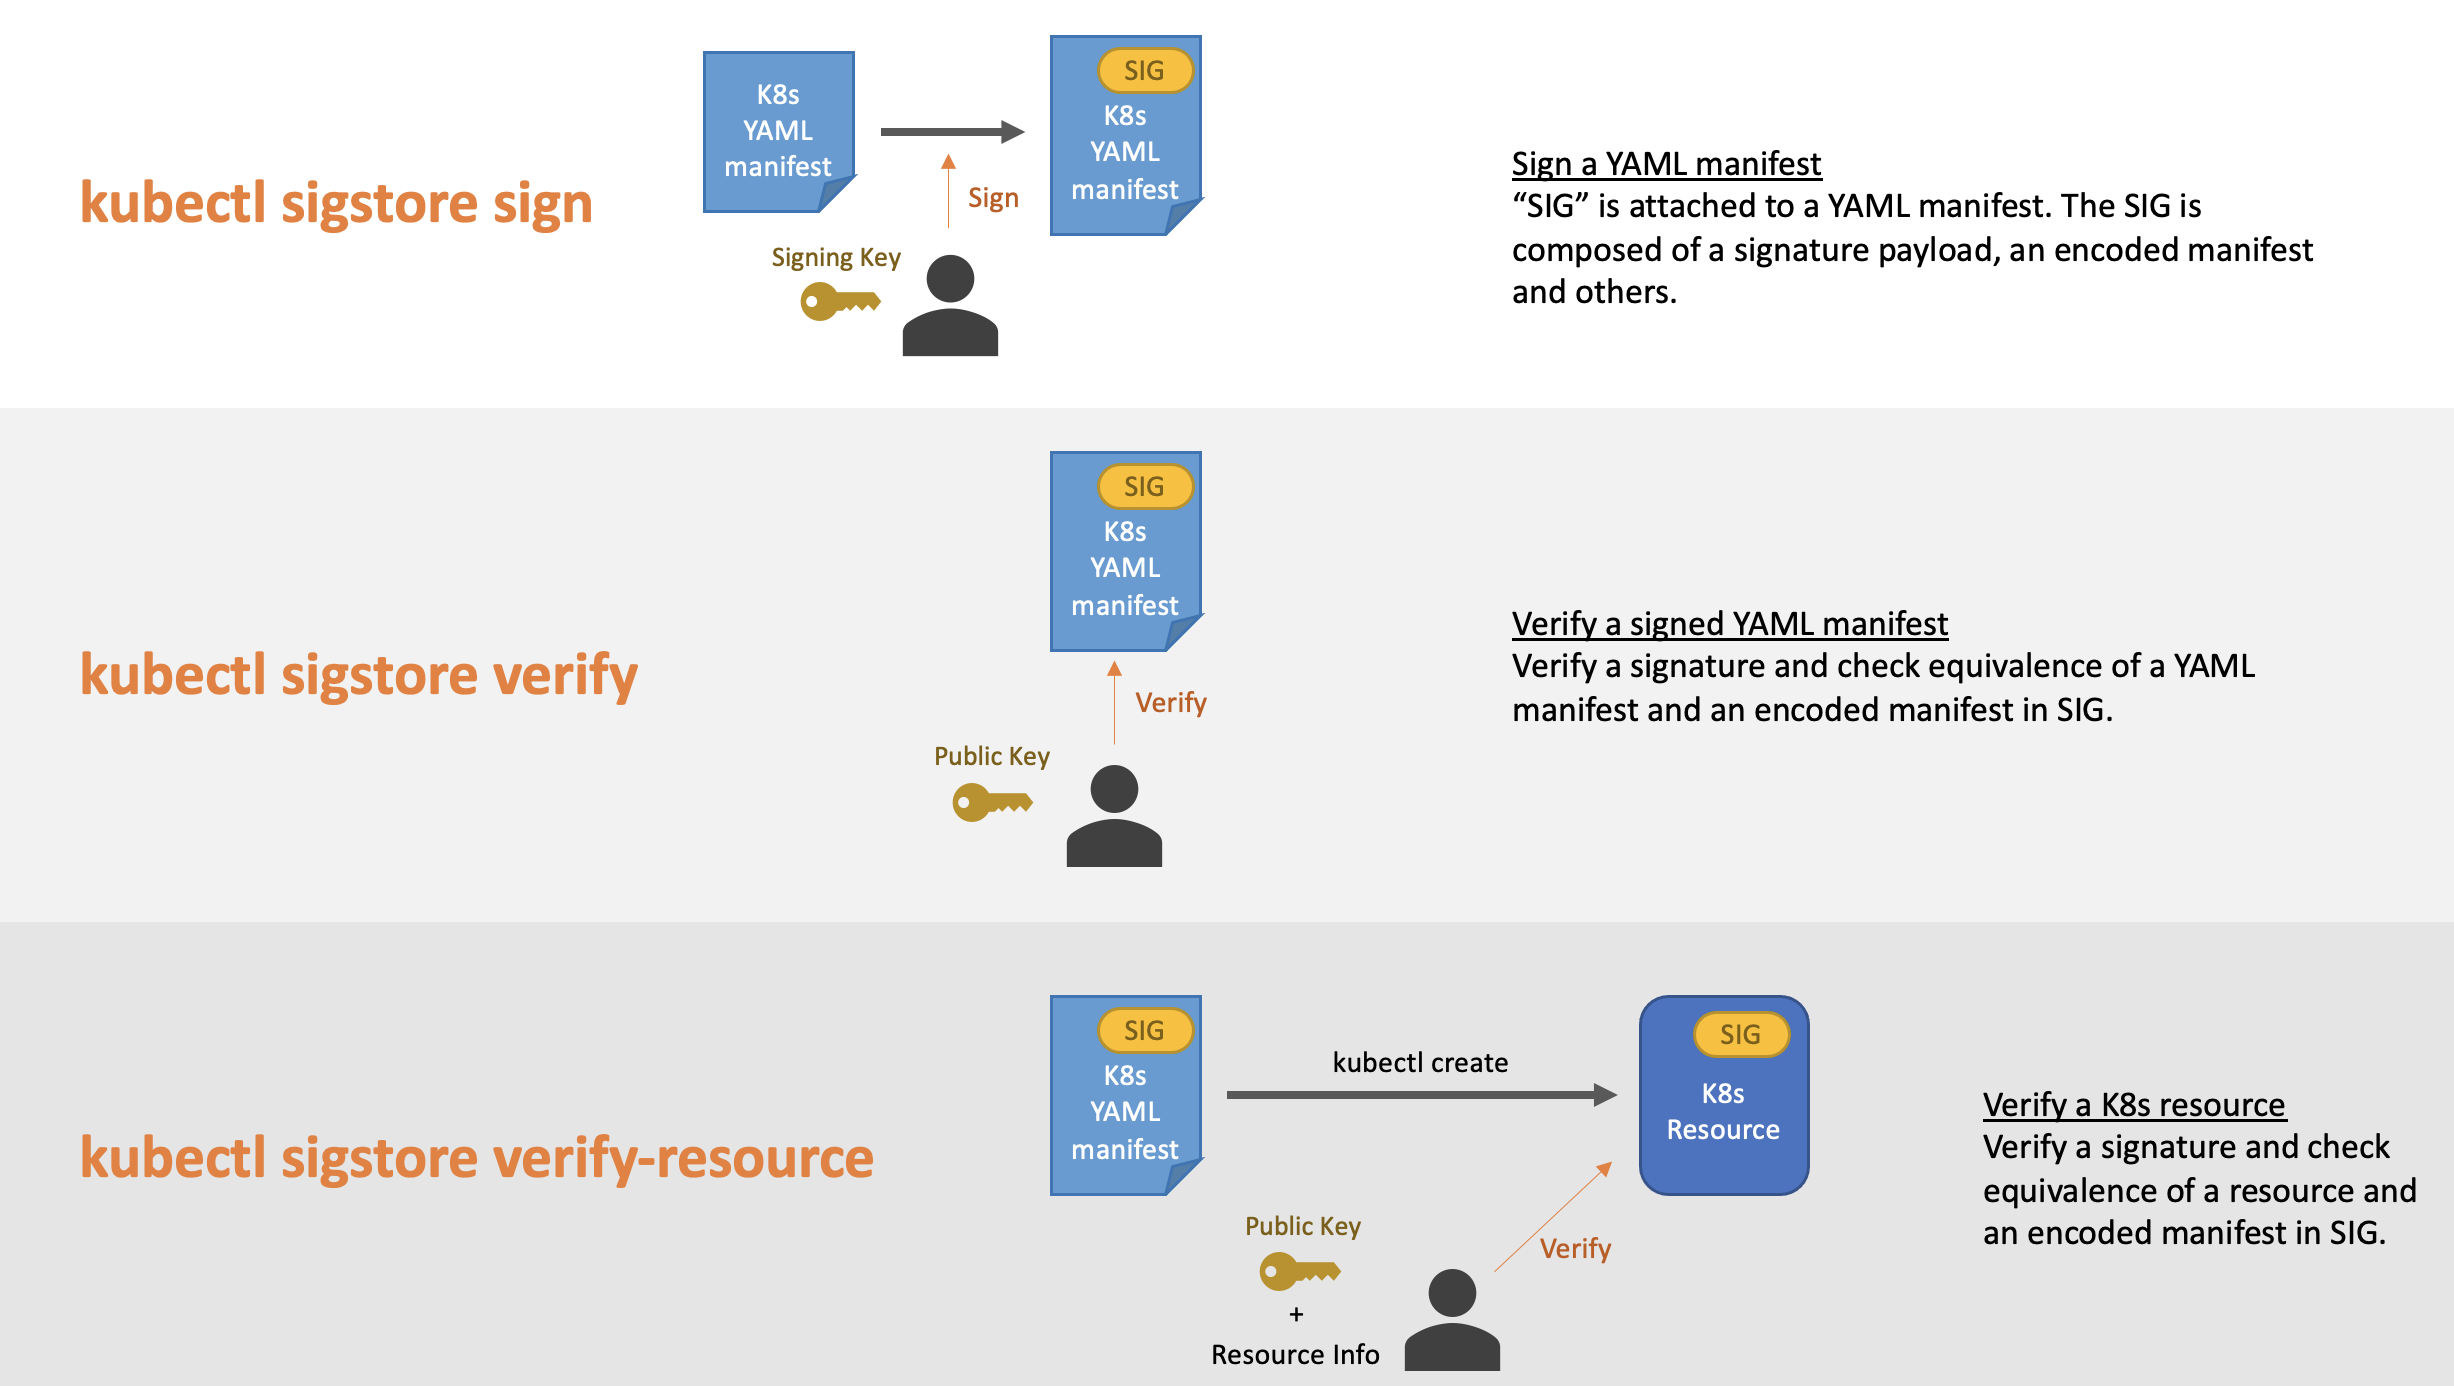 kubectl sigstore sign
K8s
YAML
manifest
Sign
Signing Key
SIG
K8s
YAML
manifest
Sign a YAML manifest
“SIG” is attached to a YAML manifest. The SIG is
composed of a signature payload, an encoded manifest
and others.
kubectl sigstore verify
SIG
K8s
YAML
manifest
Verify
Public Key
Verify a signed YAML manifest
Verify a signature and check equivalence of a YAML
manifest and an encoded manifest in SIG.
kubectl sigstore verify-resource
SIG
K8s
YAML
manifest
kubectl create
SIG
K8s
Resource
Verify
Public Key
+
Resource Info
Verify a K8s resource
Verify a signature and check
equivalence of a resource and
an encoded manifest in SIG.